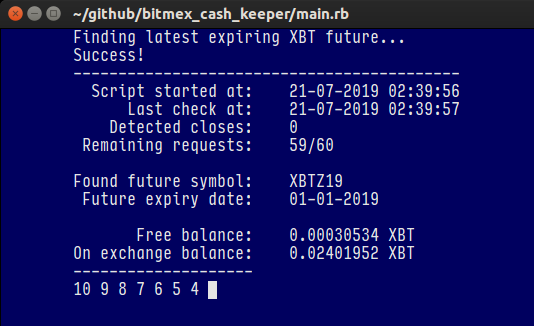 ~/github/bitmex_cash_keeper/main.rb
Finding latest expiring XBT future...
Success!
-------------------------------------------
Script started at: 21-07-2019 02:39:56
Last check at: 21-07-2019 02:39:57
Detected closes: 0
Remaining requests: 59/60
Found future symbol: XBTZ19
Future expiry date: 01-01-2019
Free balance: 0.00030534 XBT
On exchange balance: 0.02401952 XBT
--------------------
10 9 8 7 6 5 4